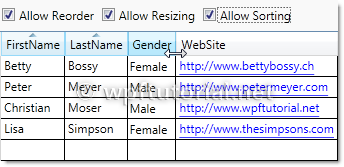 Allow Reorder Allow Resizing Allow Sorting
FirstName LastName Gender WebSite
Betty Bossy Female http://www.bettybossy.ch
Peter Meyer Male http://www.petermeyer.com
Christian Moser Male http://www.wpftutorial.net
Lisa Simpson Female http://www.thesimpsons.com
© wpftutorial.net